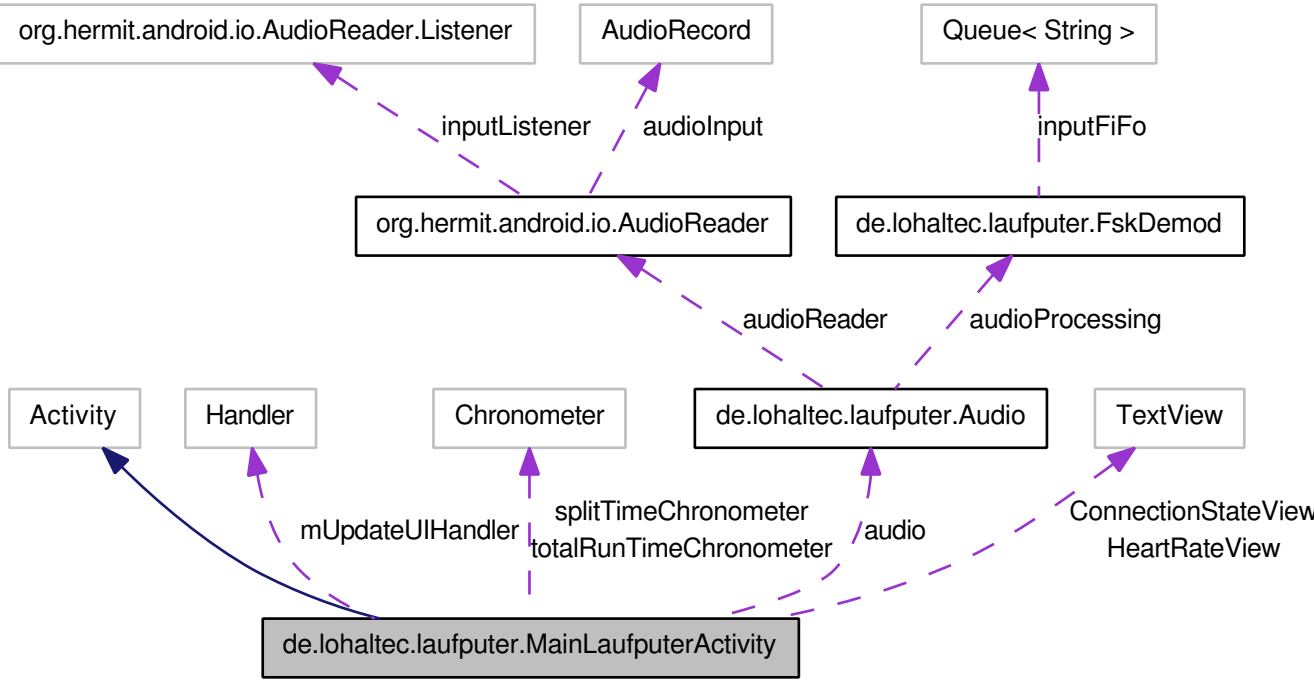 org.hermit.android.io.AudioReader.Listener
AudioRecord
Queue< String >
inputListener
audioInput
inputFiFo
org.hermit.android.io.AudioReader
de.lohaltec.laufputer.FskDemod
audioReader
audioProcessing
Activity
Handler
Chronometer
de.lohaltec.laufputer.Audio
TextView
mUpdateUIHandler
splitTimeChronometer
totalRunTimeChronometer
audio
ConnectionStateView
HeartRateView
de.lohaltec.laufputer.MainLaufputerActivity